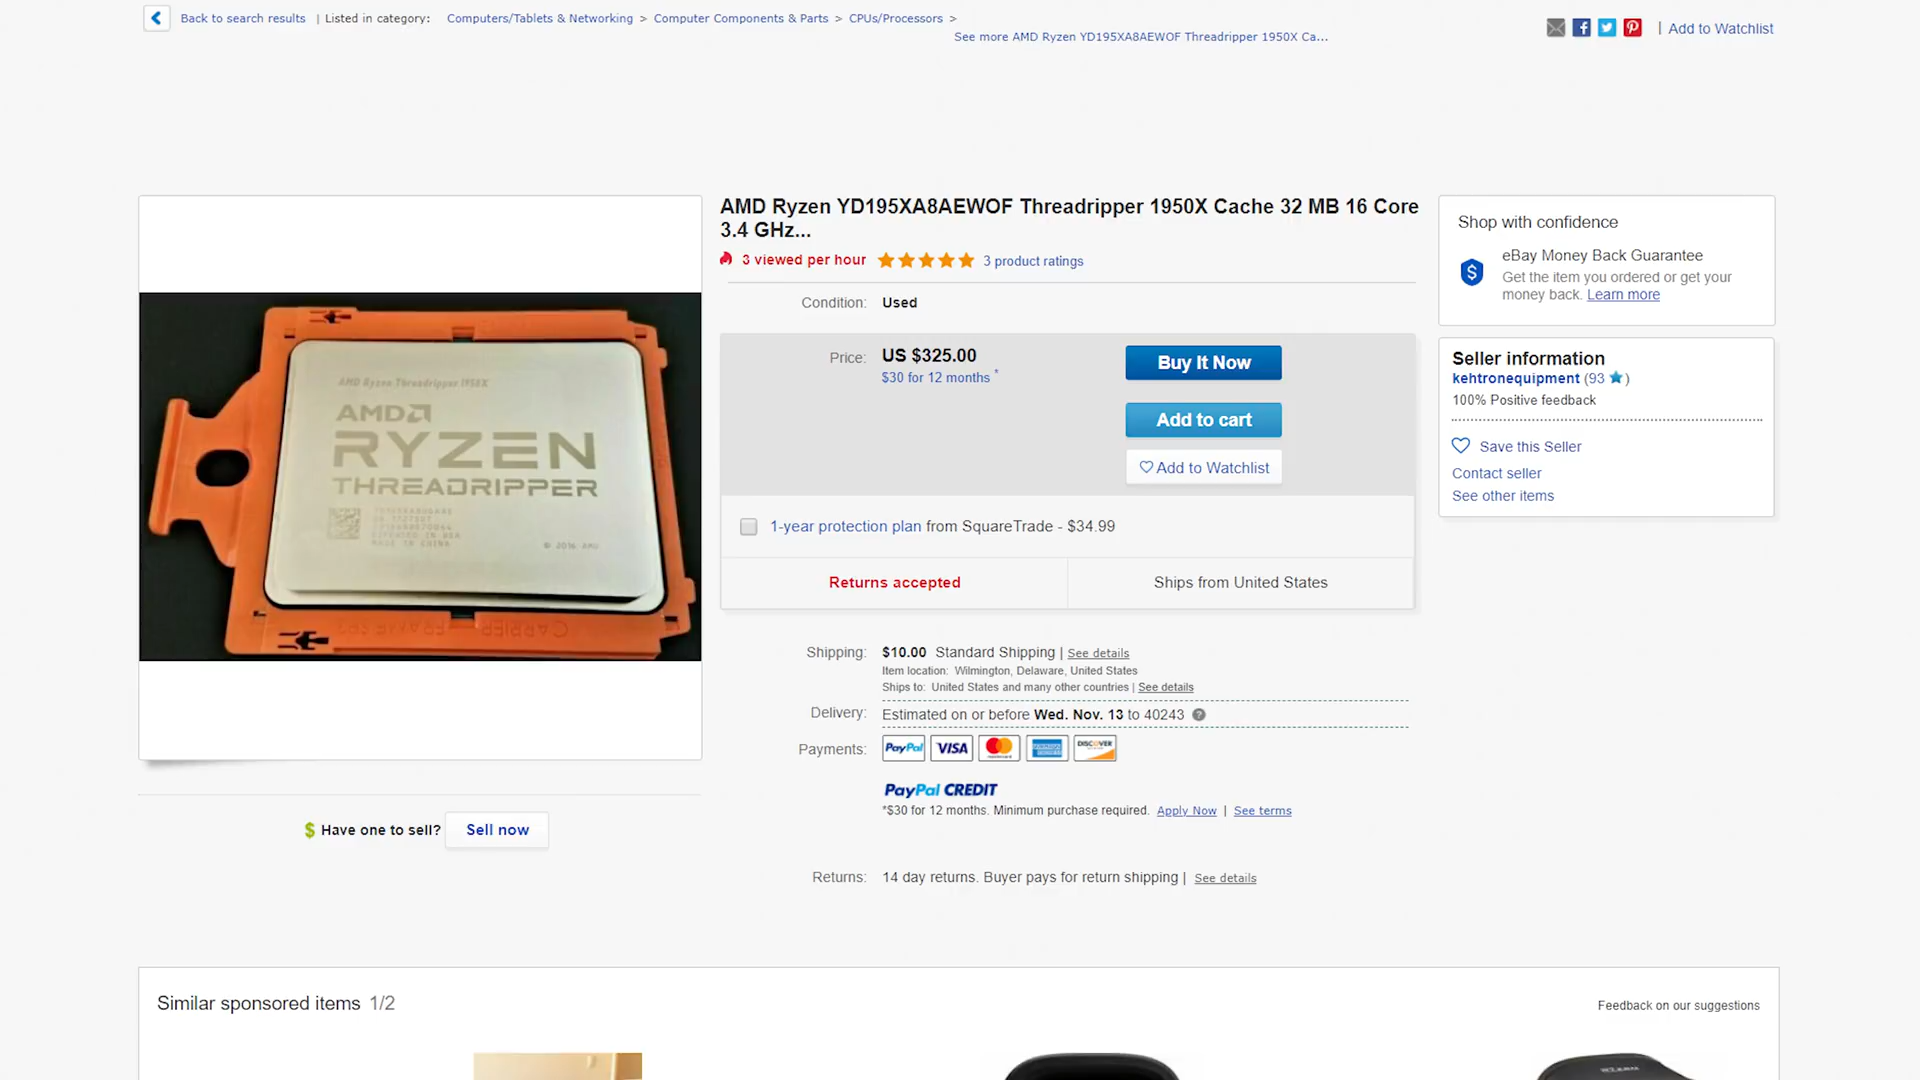 Back to search results | Listed in category: Computers/Tablets & Networking > Computer Components & Parts > CPUs/Processors >
See more AMD Ryzen YD195XA8AEWOF Threadripper 1950X Ca...
| Add to Watchlist
AMD Ryzen YD195XA8AEWOF Threadripper 1950X Cache 32 MB 16 Core
3.4 GHz...
3 viewed per hour 3 product ratings
Condition: Used
Price: US $325.00
$30 for 12 months *
Buy It Now
Add to cart
Add to Watchlist
1-year protection plan from SquareTrade - $34.99
Returns accepted
Ships from United States
Shipping: $10.00 Standard Shipping | See details
Item location: Wilmington, Delaware, United States
Ships to: United States and many other countries | See details
Delivery: Estimated on or before Wed. Nov. 13 to 40243 ?
Payments: PayPal VISA DISCOVER
PayPal CREDIT
*$30 for 12 months. Minimum purchase required. Apply Now | See terms
Returns: 14 day returns. Buyer pays for return shipping | See details
Shop with confidence
eBay Money Back Guarantee
Get the item you ordered or get your
money back. Learn more
Seller information
kehtronequipment (93)
100% Positive feedback
Save this Seller
Contact seller
See other items
AMD Ryzen Threadripper 1950X
AMD
RYZEN
THREADRIPPER
MADE IN CHINA
© 2016 AMD
CARRIER FRAME
$ Have one to sell? Sell now
Similar sponsored items 1/2
Feedback on our suggestions